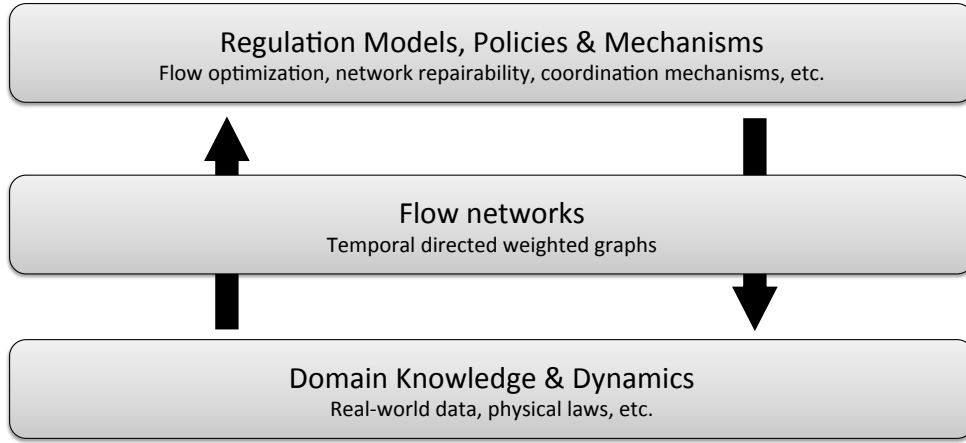 Regulation Models, Policies & Mechanisms
Flow optimization, network repairability, coordination mechanisms, etc.
Flow networks
Temporal directed weighted graphs
Domain Knowledge & Dynamics
Real-world data, physical laws, etc.